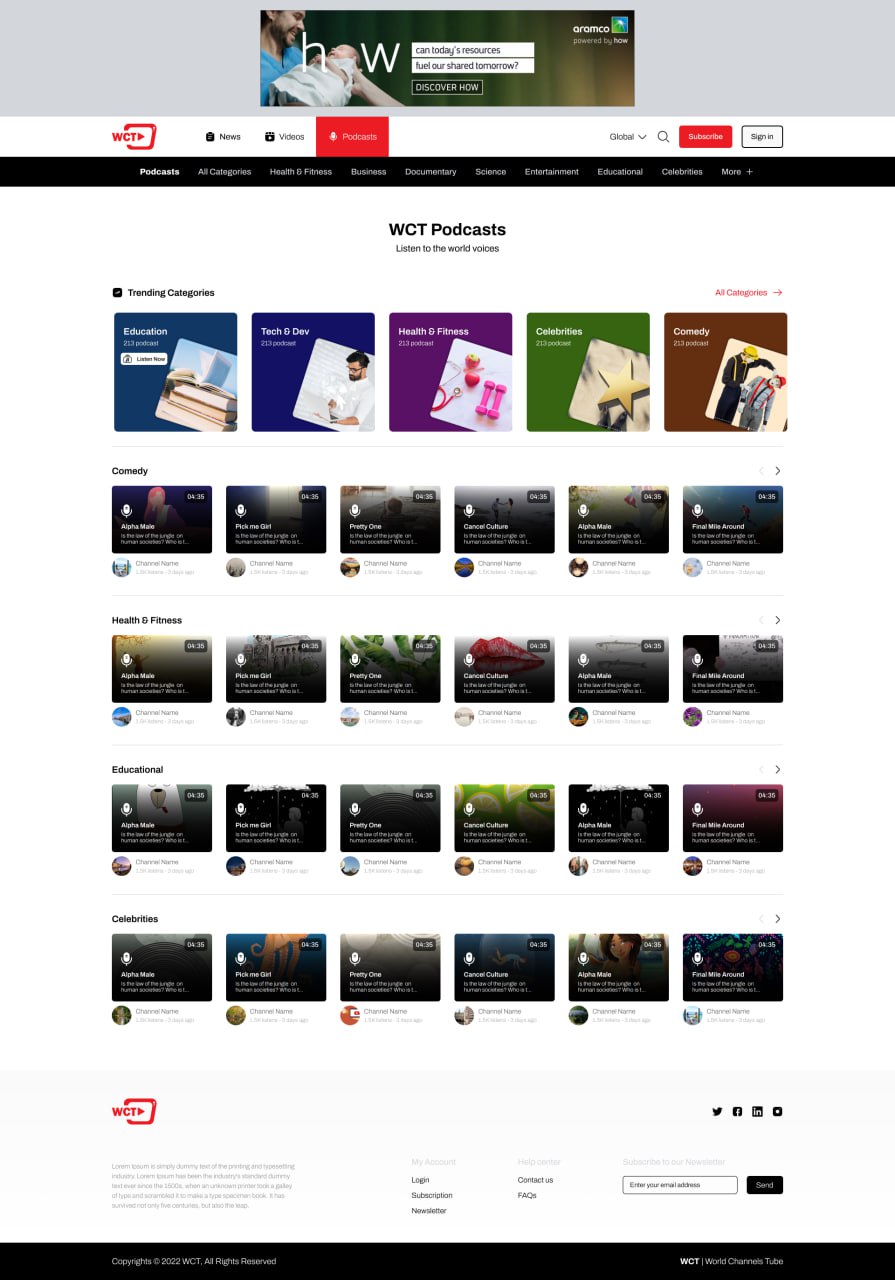 how
can today's resources
fuel our shared tomorrow?
DISCOVER HOW
aramco
powered by how
WCT
News
Videos
Podcasts
Global
Subscribe
Sign in
Podcasts
All Categories
Health & Fitness
Business
Documentary
Science
Entertainment
Educational
Celebrities
More +
WCT Podcasts
Listen to the world voices
Trending Categories
All Categories
Education
213 podcast
Listen Now
Tech & Dev
213 podcast
Health & Fitness
213 podcast
Celebrities
213 podcast
Comedy
213 podcast
Comedy
04:35
Alpha Male
Is the law of the jungle on
human societies? Who is t...
Channel Name
1.5K listens - 3 days ago
04:35
Pick me Girl
Is the law of the jungle on
human societies? Who is t...
Channel Name
1.5K listens - 3 days ago
04:35
Pretty One
Is the law of the jungle on
human societies? Who is t...
Channel Name
1.5K listens - 3 days ago
04:35
Cancel Culture
Is the law of the jungle on
human societies? Who is t...
Channel Name
1.5K listens - 3 days ago
04:35
Alpha Male
Is the law of the jungle on
human societies? Who is t...
Channel Name
1.5K listens - 3 days ago
04:35
Final Mile Around
Is the law of the jungle on
human societies? Who is t...
Channel Name
1.5K listens - 3 days ago
Health & Fitness
04:35
Alpha Male
Is the law of the jungle on
human societies? Who is t...
Channel Name
1.5K listens - 3 days ago
04:35
Pick me Girl
Is the law of the jungle on
human societies? Who is t...
Channel Name
1.5K listens - 3 days ago
04:35
Pretty One
Is the law of the jungle on
human societies? Who is t...
Channel Name
1.5K listens - 3 days ago
04:35
Cancel Culture
Is the law of the jungle on
human societies? Who is t...
Channel Name
1.5K listens - 3 days ago
04:35
Alpha Male
Is the law of the jungle on
human societies? Who is t...
Channel Name
1.5K listens - 3 days ago
04:35
Final Mile Around
Is the law of the jungle on
human societies? Who is t...
Channel Name
1.5K listens - 3 days ago
Educational
04:35
Alpha Male
Is the law of the jungle on
human societies? Who is t...
Channel Name
1.5K listens - 3 days ago
04:35
Pick me Girl
Is the law of the jungle on
human societies? Who is t...
Channel Name
1.5K listens - 3 days ago
04:35
Pretty One
Is the law of the jungle on
human societies? Who is t...
Channel Name
1.5K listens - 3 days ago
04:35
Cancel Culture
Is the law of the jungle on
human societies? Who is t...
Channel Name
1.5K listens - 3 days ago
04:35
Alpha Male
Is the law of the jungle on
human societies? Who is t...
Channel Name
1.5K listens - 3 days ago
04:35
Final Mile Around
Is the law of the jungle on
human societies? Who is t...
Channel Name
1.5K listens - 3 days ago
Celebrities
04:35
Alpha Male
Is the law of the jungle on
human societies? Who is t...
Channel Name
1.5K listens - 3 days ago
04:35
Pick me Girl
Is the law of the jungle on
human societies? Who is t...
Channel Name
1.5K listens - 3 days ago
04:35
Pretty One
Is the law of the jungle on
human societies? Who is t...
Channel Name
1.5K listens - 3 days ago
04:35
Cancel Culture
Is the law of the jungle on
human societies? Who is t...
Channel Name
1.5K listens - 3 days ago
04:35
Alpha Male
Is the law of the jungle on
human societies? Who is t...
Channel Name
1.5K listens - 3 days ago
04:35
Final Mile Around
Is the law of the jungle on
human societies? Who is t...
Channel Name
1.5K listens - 3 days ago
WCT
Lorem Ipsum is simply dummy text of the printing and typesetting
industry. Lorem Ipsum has been the industry's standard dummy
text ever since the 1500s, when an unknown printer took a galley
of type and scrambled it to make a type specimen book. It has
survived not only five centuries, but also the leap.
My Account
Login
Subscription
Newsletter
Help center
Contact us
FAQs
Subscribe to our Newsletter
Enter your email address
Send
Copyrights © 2022 WCT, All Rights Reserved
WCT | World Channels Tube